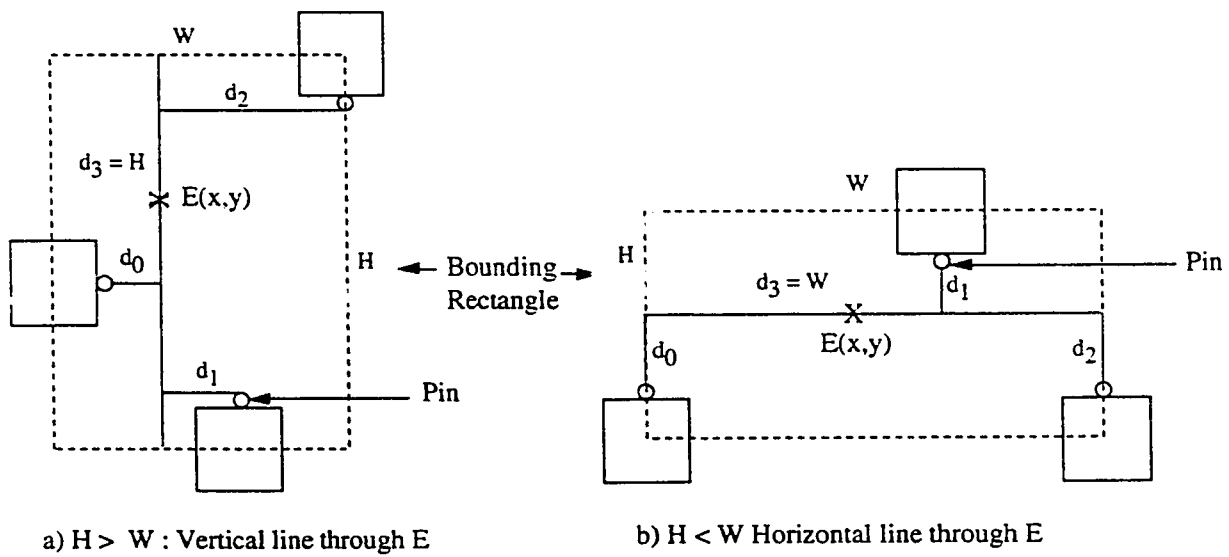 W
d2
d3 = H
E(x,y)
d0
H
d1
Pin
Bounding
Rectangle
W
H
d3 = W
d1
Pin
E(x,y)
d0
d2
a) H > W : Vertical line through E
b) H < W Horizontal line through E